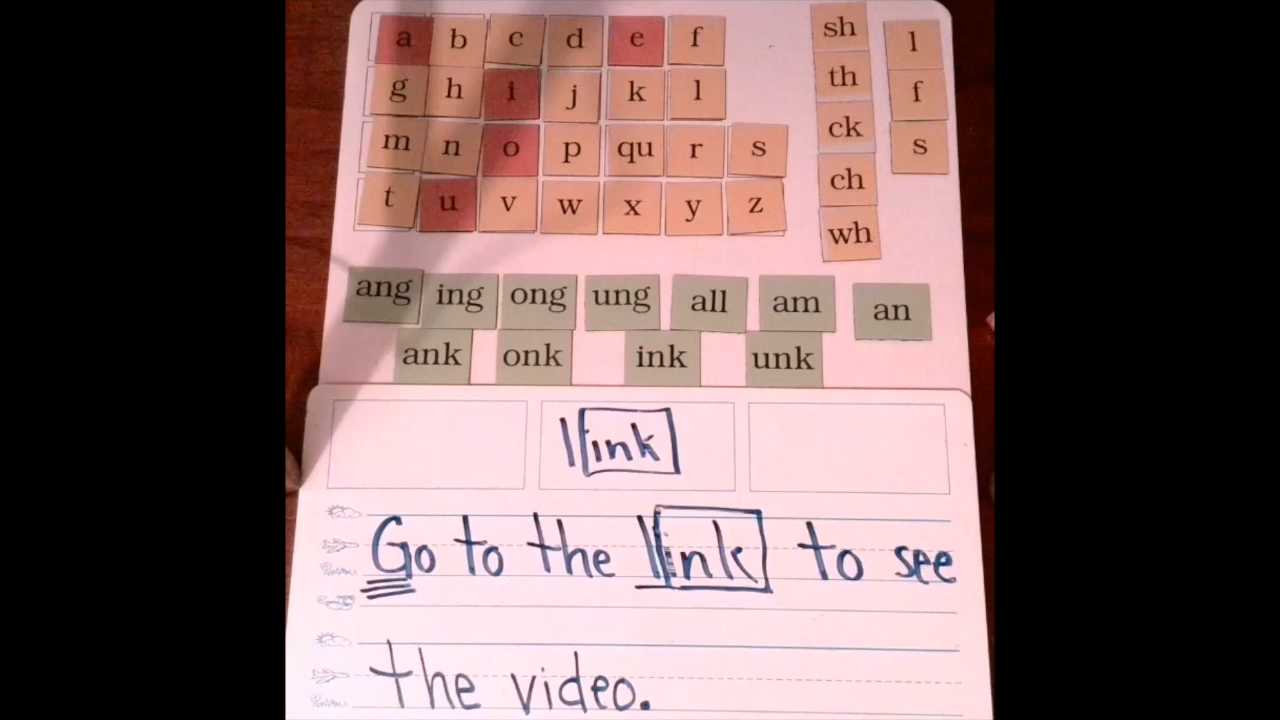 a b c d e f
g h i j k l
m n o p qu r s
t u v w x y z
sh
th
ck
ch
wh
l
f
s
ang ing ong ung all am an
ank onk ink unk
link
Go to the link to see
the video.